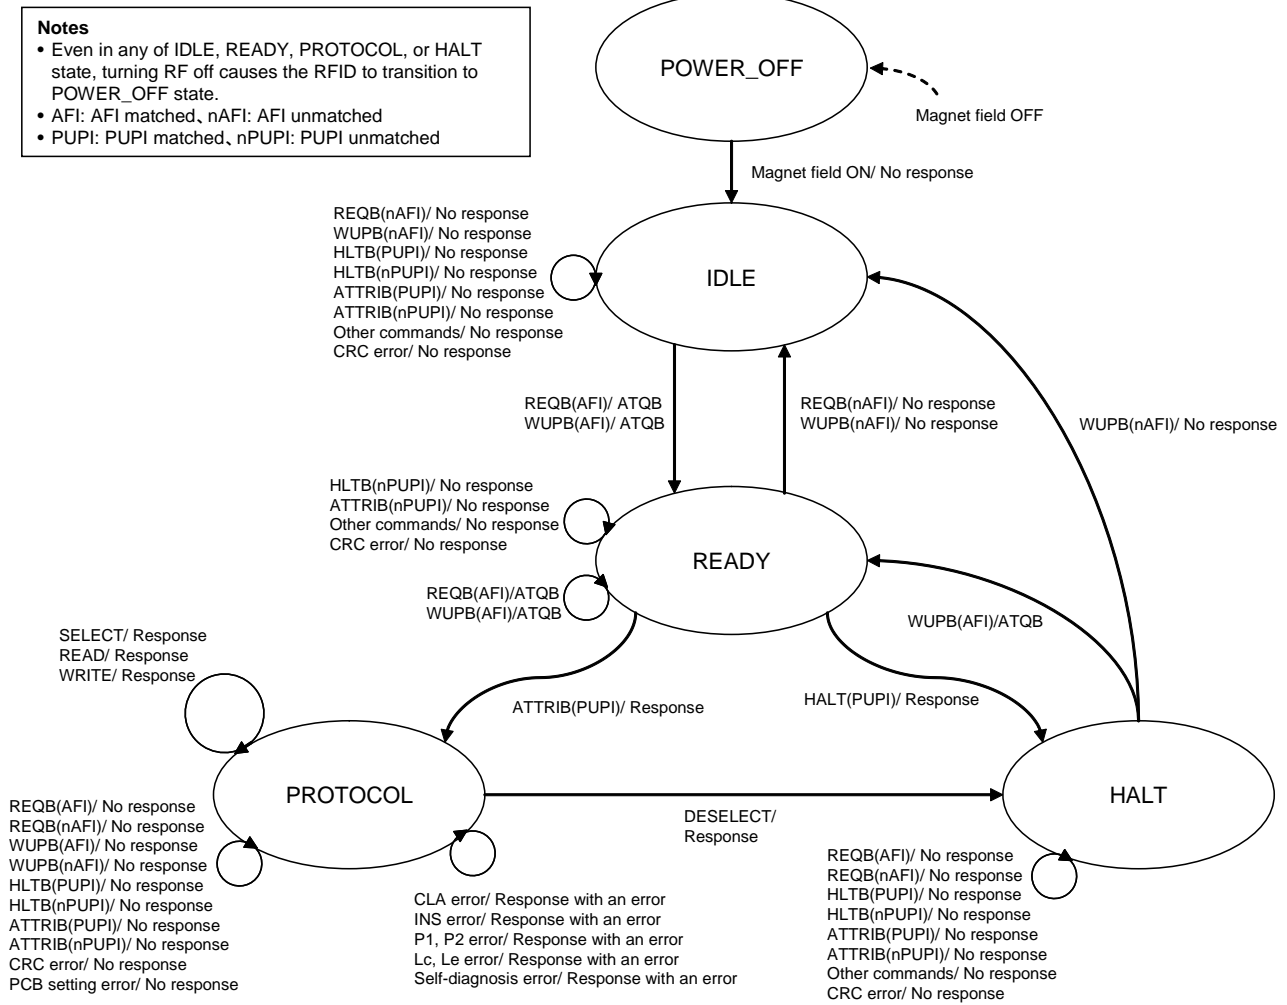 Notes
• Even in any of IDLE, READY, PROTOCOL, or HALT
state, turning RF off causes the RFID to transition to
POWER_OFF state.
• AFI: AFI matched、nAFI: AFI unmatched
• PUPI: PUPI matched、nPUPI: PUPI unmatched
POWER_OFF
Magnet field OFF
Magnet field ON/ No response
REQB(nAFI)/ No response
WUPB(nAFI)/ No response
HLTB(PUPI)/ No response
HLTB(nPUPI)/ No response
ATTRIB(PUPI)/ No response
ATTRIB(nPUPI)/ No response
Other commands/ No response
CRC error/ No response
IDLE
REQB(AFI)/ ATQB
WUPB(AFI)/ ATQB
REQB(nAFI)/ No response
WUPB(nAFI)/ No response
WUPB(nAFI)/ No response
HLTB(nPUPI)/ No response
ATTRIB(nPUPI)/ No response
Other commands/ No response
CRC error/ No response
READY
REQB(AFI)/ATQB
WUPB(AFI)/ATQB
WUPB(AFI)/ATQB
SELECT/ Response
READ/ Response
WRITE/ Response
ATTRIB(PUPI)/ Response
HALT(PUPI)/ Response
PROTOCOL
HALT
DESELECT/
Response
REQB(AFI)/ No response
REQB(nAFI)/ No response
WUPB(AFI)/ No response
WUPB(nAFI)/ No response
HLTB(PUPI)/ No response
HLTB(nPUPI)/ No response
ATTRIB(PUPI)/ No response
ATTRIB(nPUPI)/ No response
CRC error/ No response
PCB setting error/ No response
CLA error/ Response with an error
INS error/ Response with an error
P1, P2 error/ Response with an error
Lc, Le error/ Response with an error
Self-diagnosis error/ Response with an error
REQB(AFI)/ No response
REQB(nAFI)/ No response
HLTB(PUPI)/ No response
HLTB(nPUPI)/ No response
ATTRIB(PUPI)/ No response
ATTRIB(nPUPI)/ No response
Other commands/ No response
CRC error/ No response